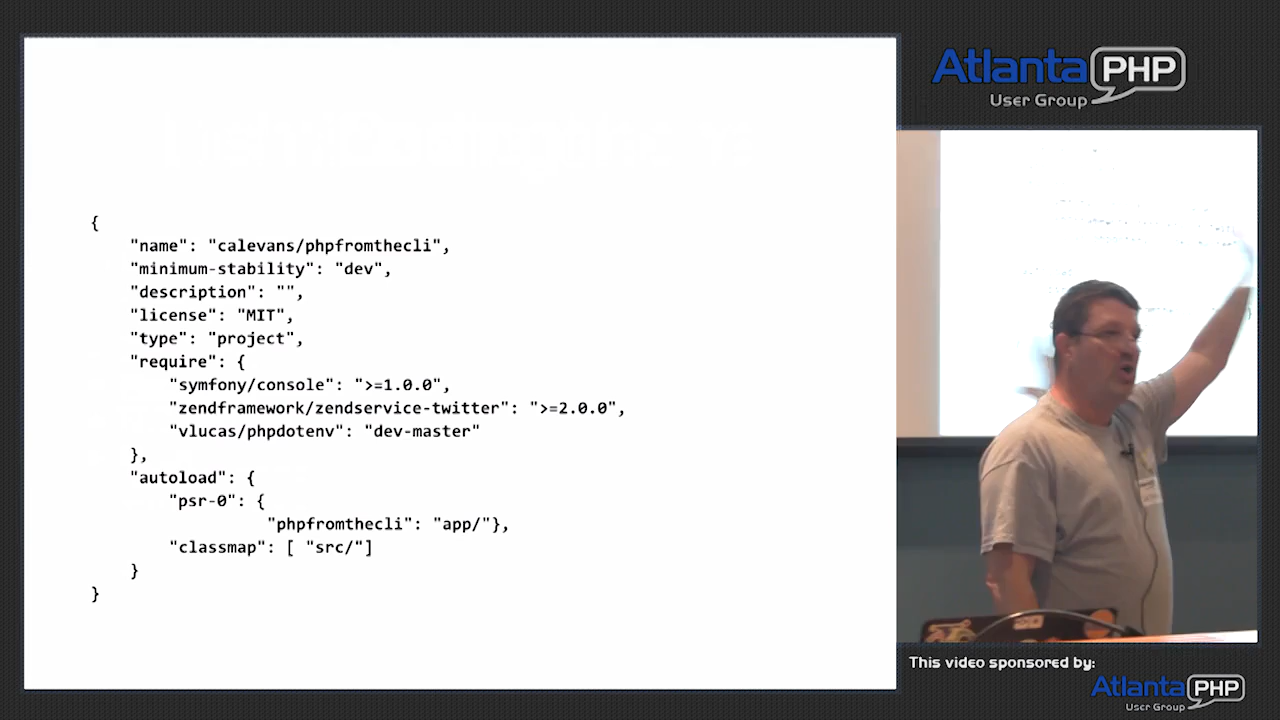 {
"name": "calevans/phpfromthecli",
"minimum-stability": "dev",
"description": "",
"license": "MIT",
"type": "project",
"require": {
"symfony/console": ">=1.0.0",
"zendframework/zendservice-twitter": ">=2.0.0",
"vlucas/phpdotenv": "dev-master"
},
"autoload": {
"psr-0": {
"phpfromthecli": "app/"},
"classmap": [ "src/"]
}
}
Atlanta PHP
User Group
This video sponsored by:
Atlanta PHP
User Group